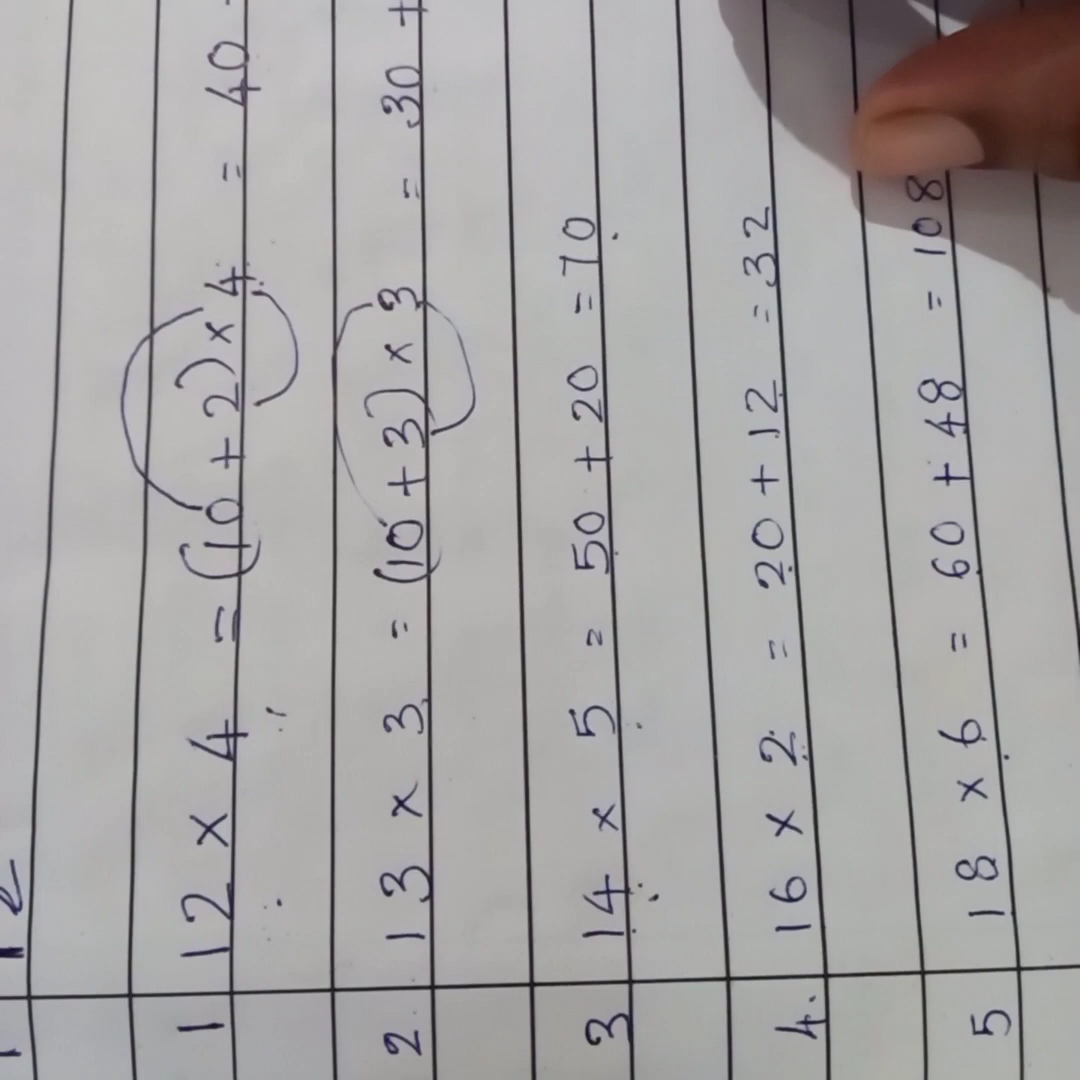 1 12 × 4 = (10 + 2) × 4 = 40
2. 13 × 3 = (10 + 3) × 3 = 30 +
3 14 × 5 = 50 + 20 = 70
4. 16 × 2 = 20 + 12 = 32
5 18 × 6 = 60 + 48 = 108